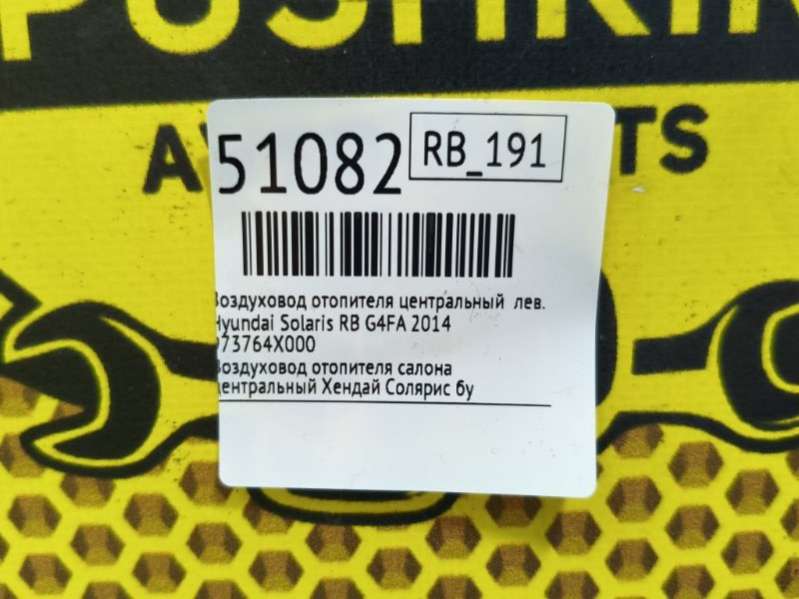 PUSHKIN
51082
RB_191
Воздуховод отопителя центральный лев.
Hyundai Solaris RB G4FA 2014
973764X000
Воздуховод отопителя салона
центральный Хендай Солярис бу